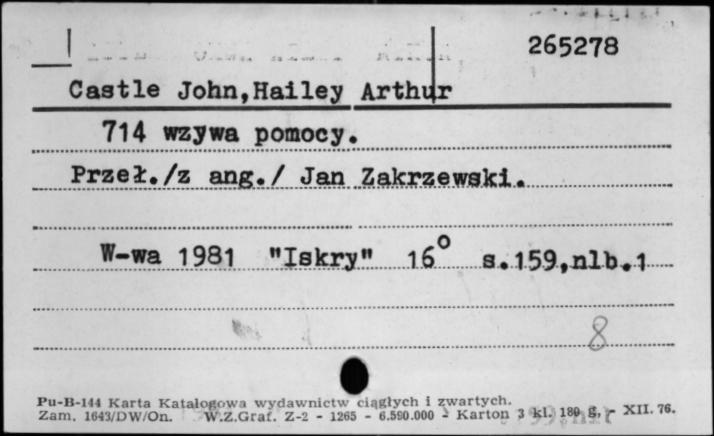 265278
Castle John,Hailey Arthur
714 wzywa pomocy.
Przeł./z ang./ Jan Zakrzewski.
W-wa 1981 "Iskry" 16° s.159,nlb.1
8
Pu-B-144 Karta Katalogowa wydawnictw ciągłych i zwartych.
Zam. 1643/DW/On. W.Z.Graf. Z-2 - 1265 - 6.590.000 - Karton 3 kl. 180 g, - XII. 76.